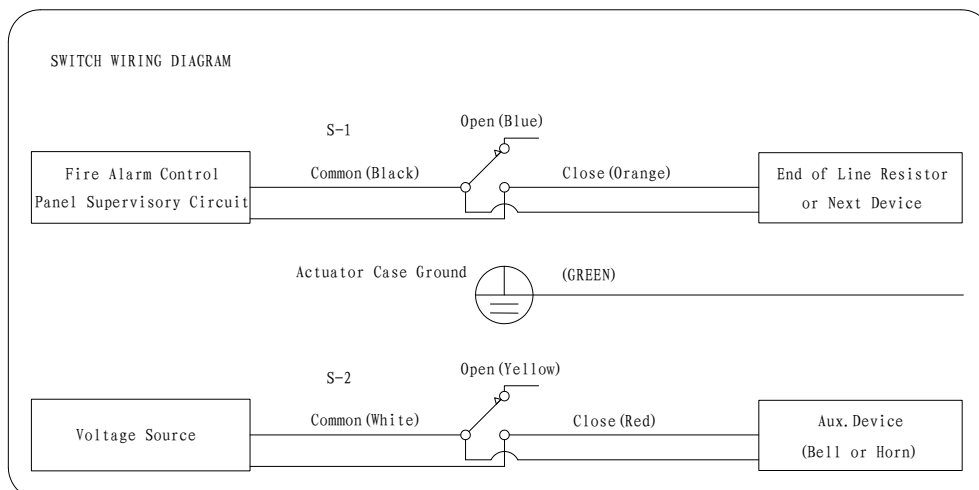 SWITCH WIRING DIAGRAM
S-1
Open(Blue)
Fire Alarm Control
Panel Supervisory Circuit
Common(Black)
Close(Orange)
End of Line Resistor
or Next Device
Actuator Case Ground
(GREEN)
S-2
Open(Yellow)
Voltage Source
Common(White)
Close(Red)
Aux.Device
(Bell or Horn)